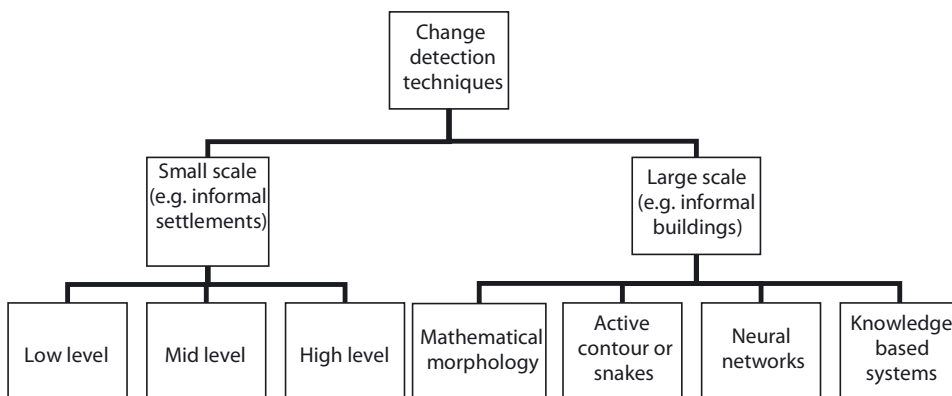 Change
detection
techniques
Small scale
(e.g. informal
settlements)
Large scale
(e.g. informal
buildings)
Low level
Mid level
High level
Mathematical
morphology
Active
contour or
snakes
Neural
networks
Knowledge
based
systems